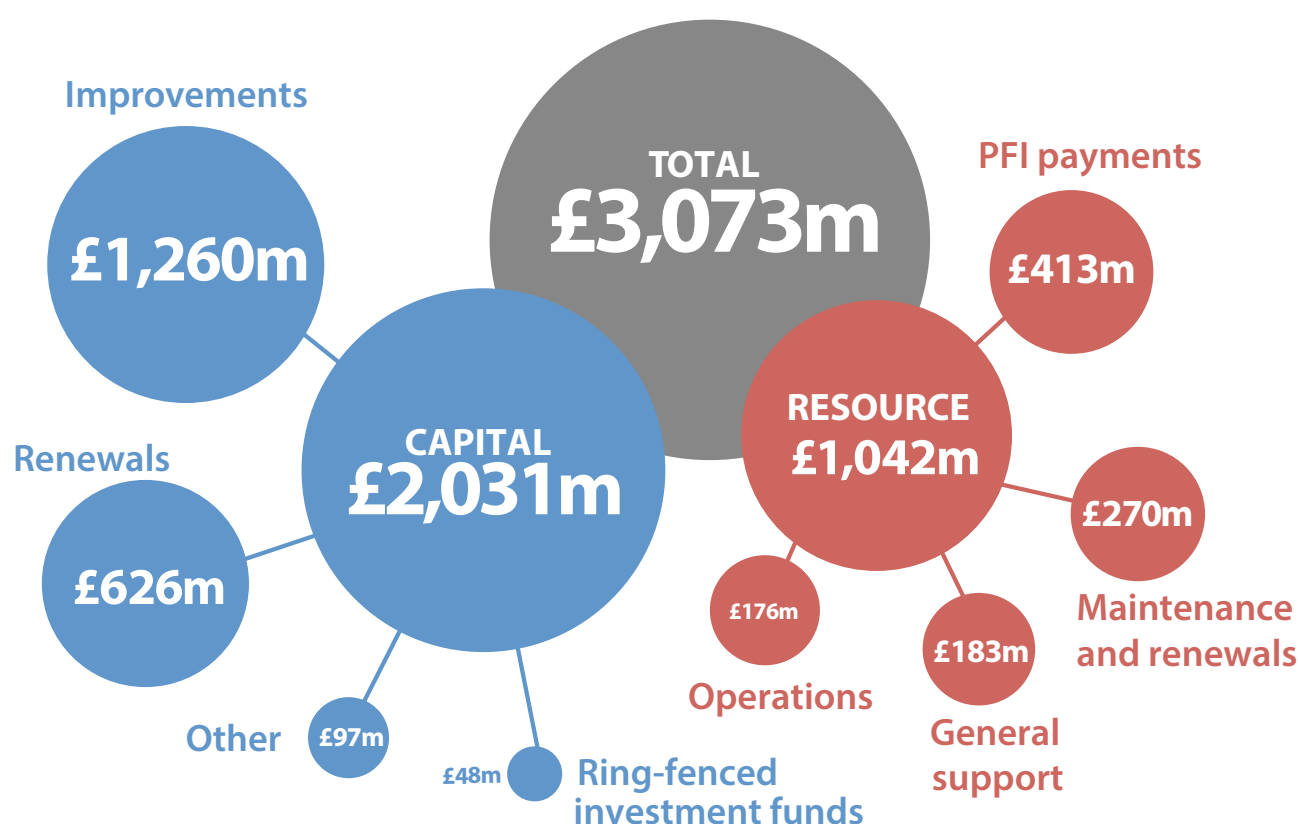 TOTAL
£3,073m
Improvements
£1,260m
CAPITAL
£2,031m
Renewals
£626m
Other
£97m
£48m
Ring-fenced
investment funds
PFI payments
£413m
RESOURCE
£1,042m
£270m
Maintenance
and renewals
£183m
General
support
£176m
Operations